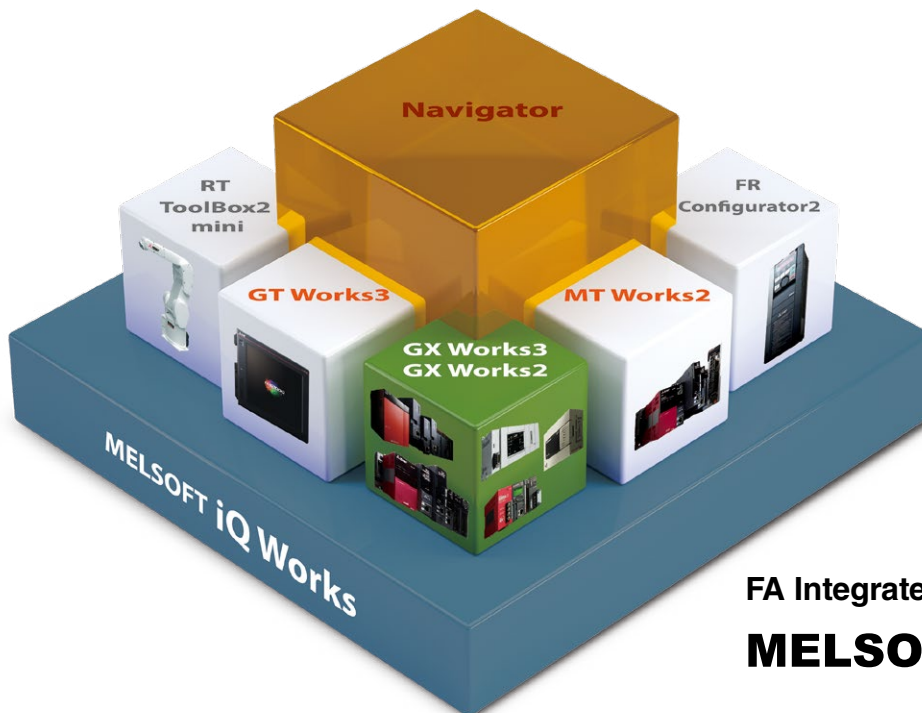 Navigator
RT
ToolBox2
mini
FR
Configurator2
GT Works3
MT Works2
GX Works3
GX Works2
MELSOFT iQ Works
FA Integrate
MELSO